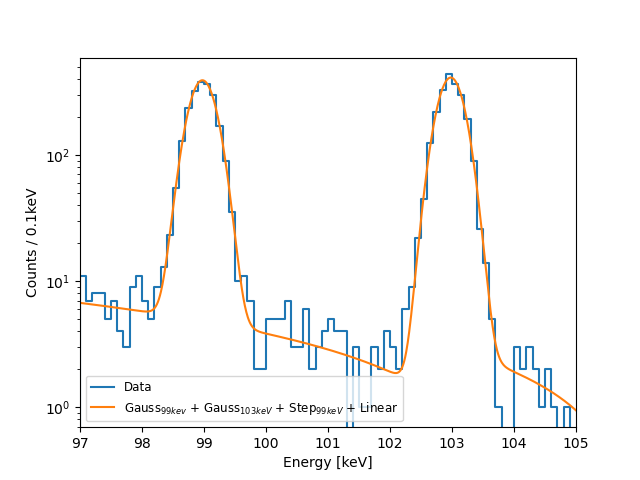 Counts / 0.1keV
10²
10¹
10⁰
Data
Gauss₉₉ₖₑᵥ + Gauss₁₀₃ₖₑV + Step₉₉ₖₑV + Linear
97 98 99 100 101 102 103 104 105
Energy [keV]